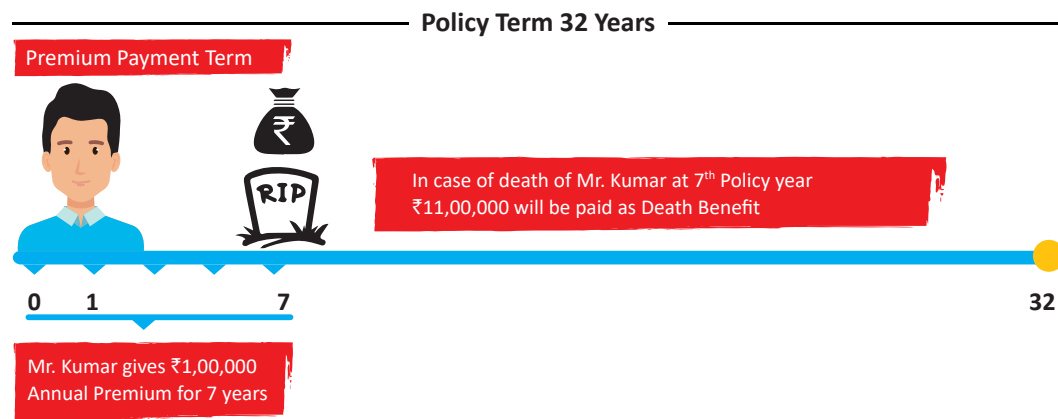 Policy Term 32 Years
Premium Payment Term
₹
RIP
In case of death of Mr. Kumar at 7th Policy year
₹11,00,000 will be paid as Death Benefit
0 1 7 32
Mr. Kumar gives ₹1,00,000
Annual Premium for 7 years